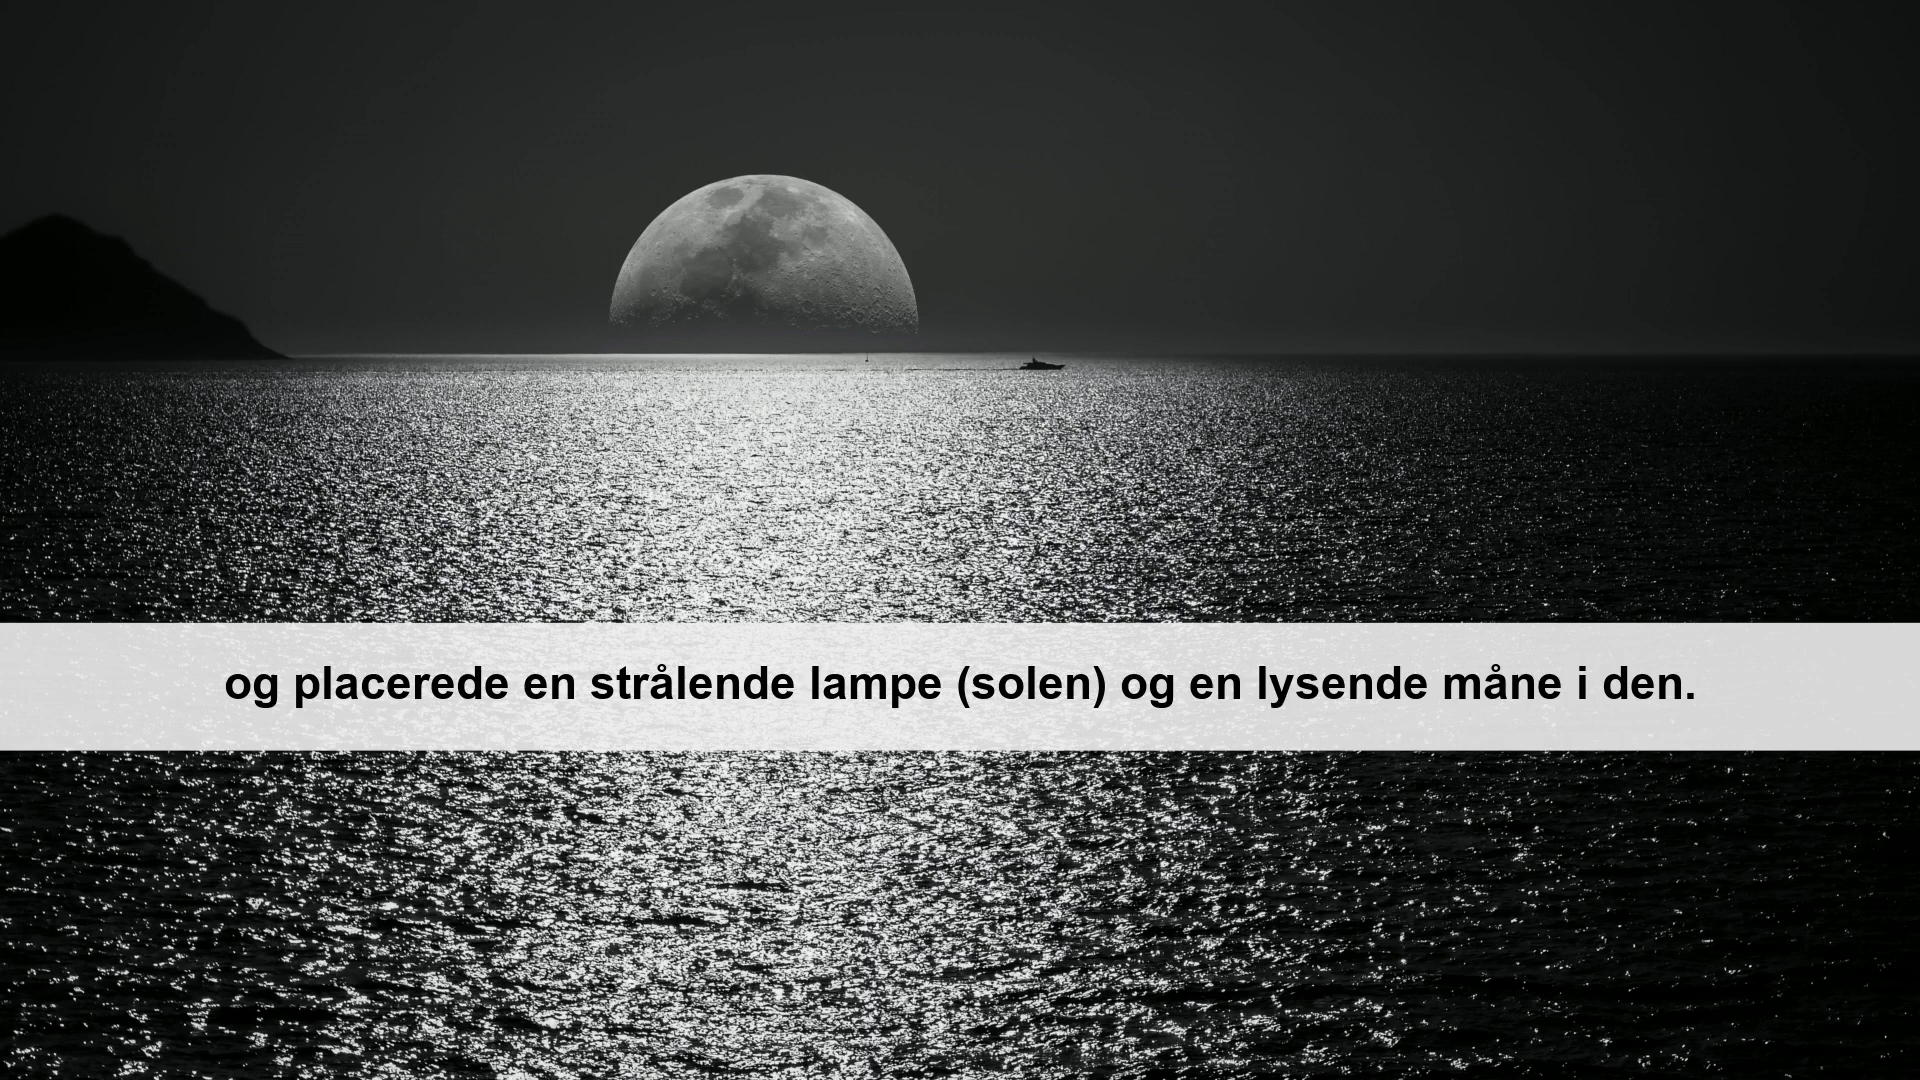 og placerede en strålende lampe (solen) og en lysende måne i den.